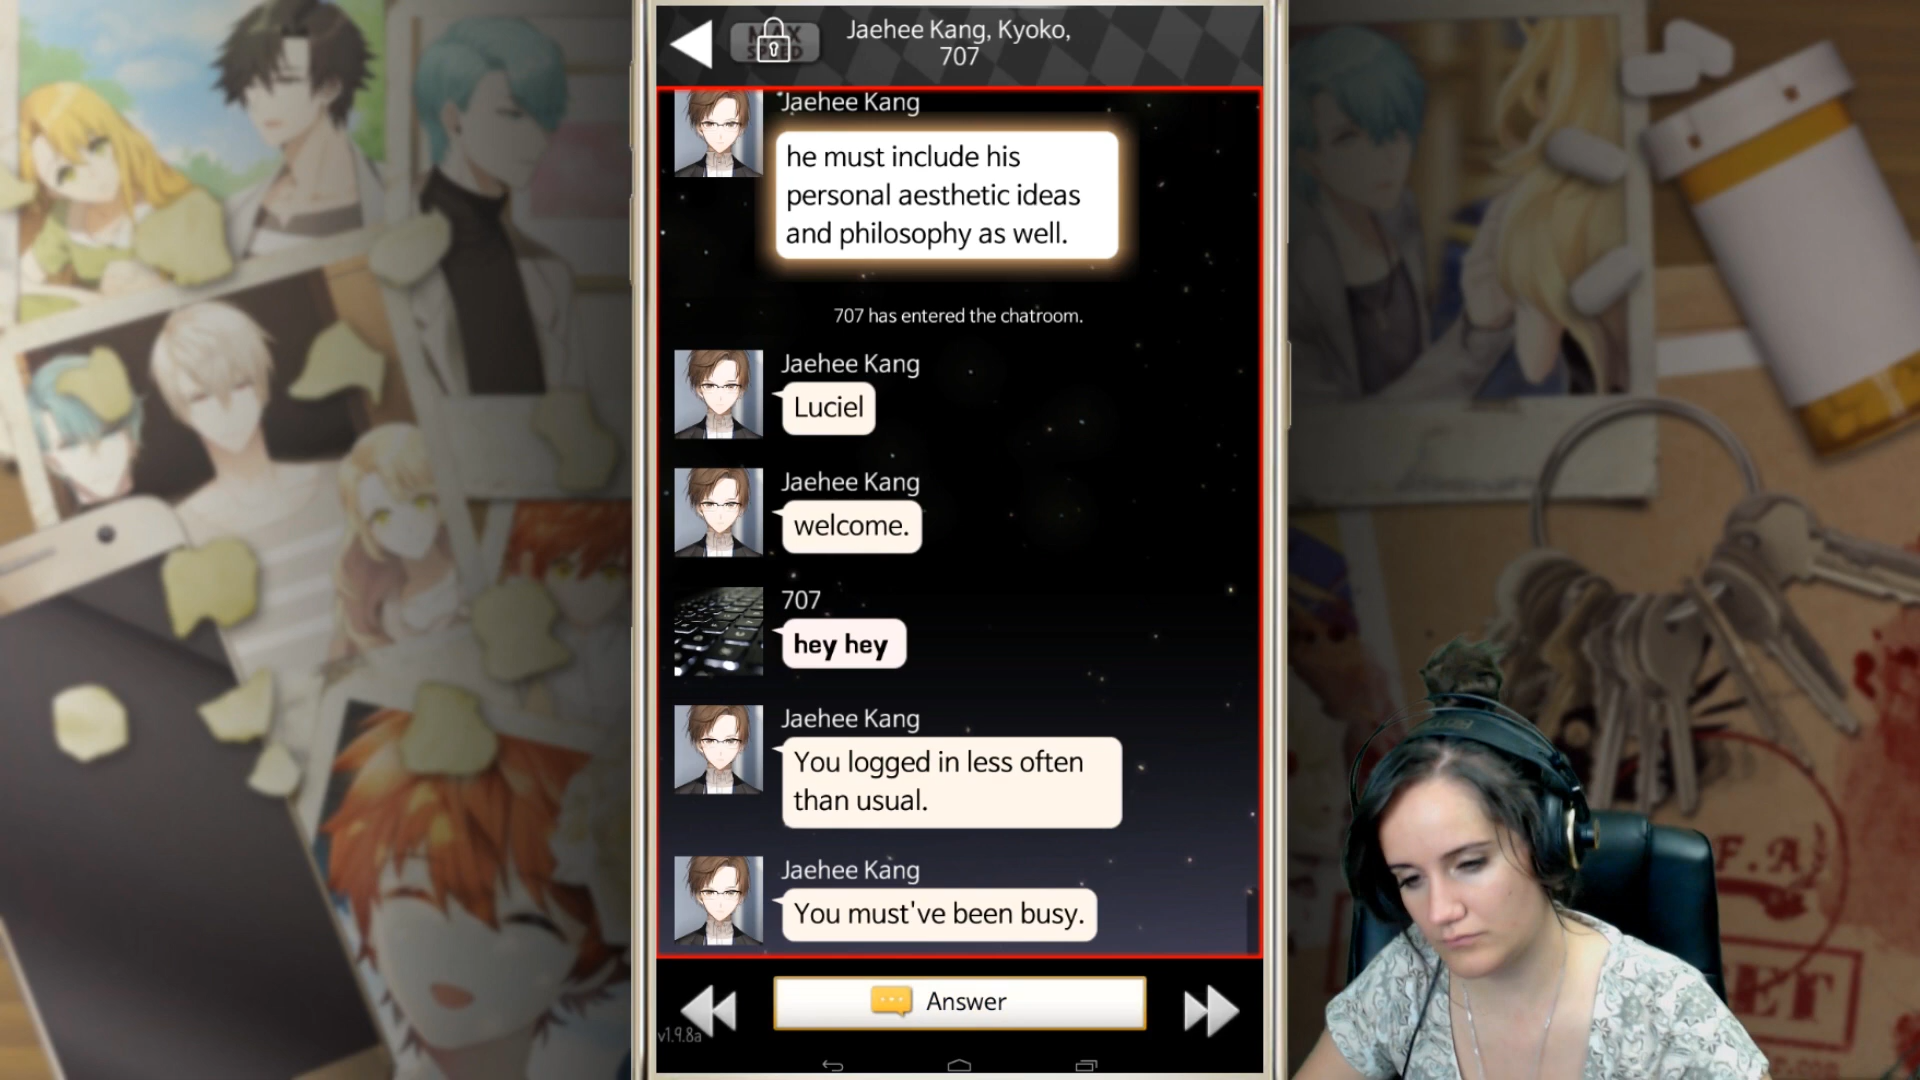 Jaehee Kang, Kyoko,
707
Jaehee Kang
he must include his
personal aesthetic ideas
and philosophy as well.
707 has entered the chatroom.
Jaehee Kang
Luciel
Jaehee Kang
welcome.
707
hey hey
Jaehee Kang
You logged in less often
than usual.
Jaehee Kang
You must've been busy.
Answer
v1.9.8a